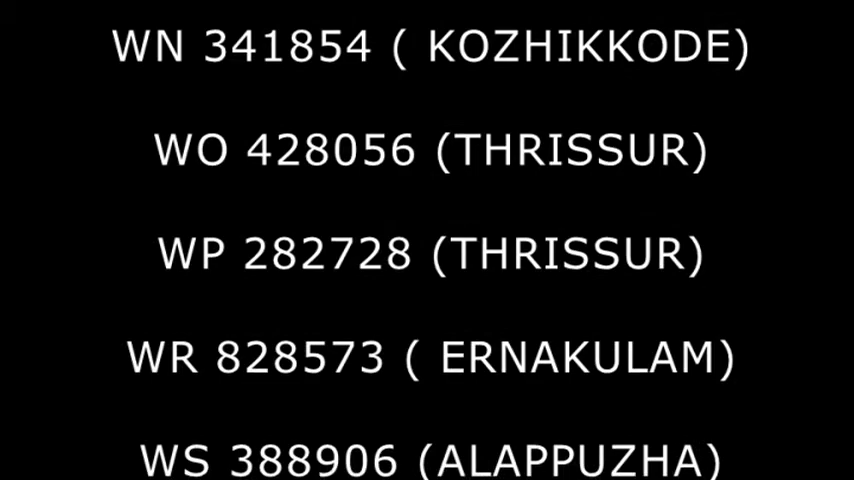 WN 341854 ( KOZHIKKODE)
WO 428056 (THRISSUR)
WP 282728 (THRISSUR)
WR 828573 ( ERNAKULAM)
WS 388906 (ALAPPUZHA)